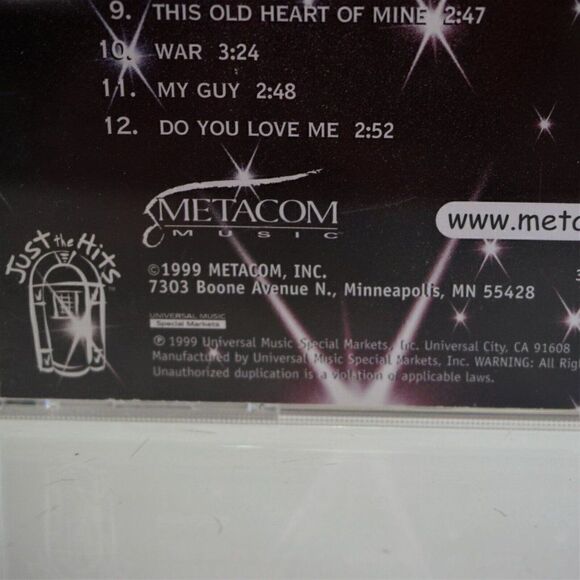 9. THIS OLD HEART OF MINE 2:47
10. WAR 3:24
11. MY GUY 2:48
12. DO YOU LOVE ME 2:52
METACOM
MUSIC
www.meta
Just the Hits
©1999 METACOM, INC.
7303 Boone Avenue N., Minneapolis, MN 55428
UNIVERSAL MUSIC
Special Markets
℗ 1999 Universal Music Special Markets, Inc. Universal City, CA 91608
Manufactured by Universal Music Special Markets, Inc. WARNING: All Rig
Unauthorized duplication is a violation of applicable laws.